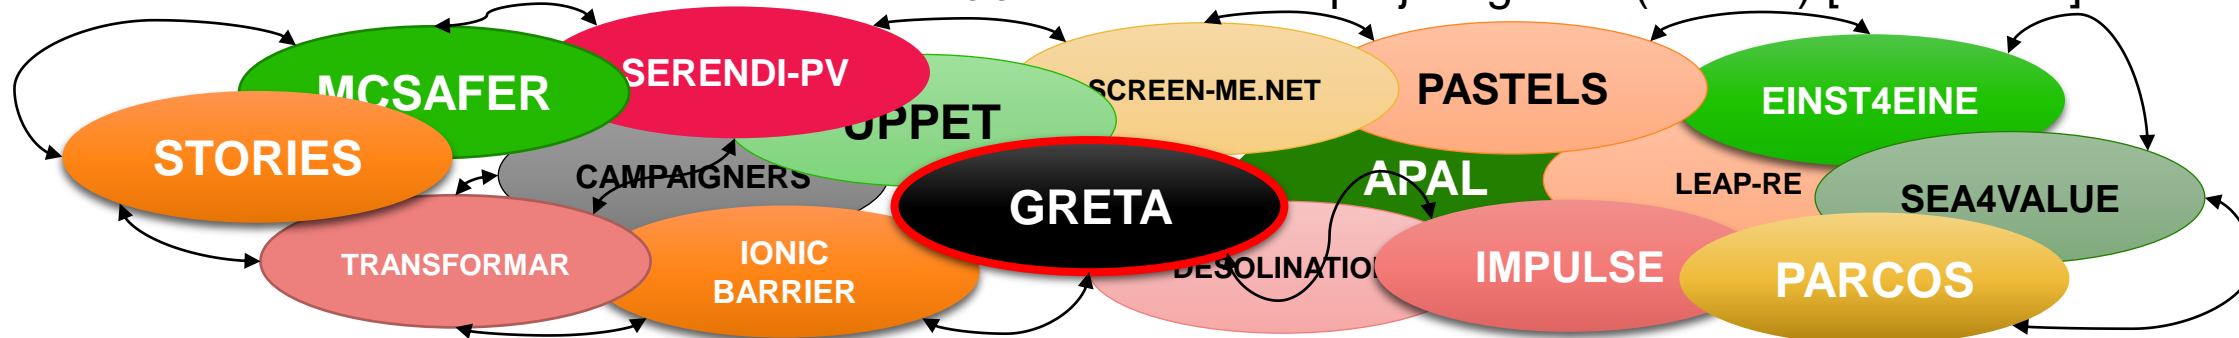 MCSAFER
SERENDI-PV
SCREEN-ME.NET
PASTELS
EINST4EINE
UPPET
STORIES
CAMPAIGNERS
GRETA
APAL
LEAP-RE
SEA4VALUE
TRANSFORMAR
IONIC
BARRIER
DESOLINATIO
IMPULSE
PARCOS